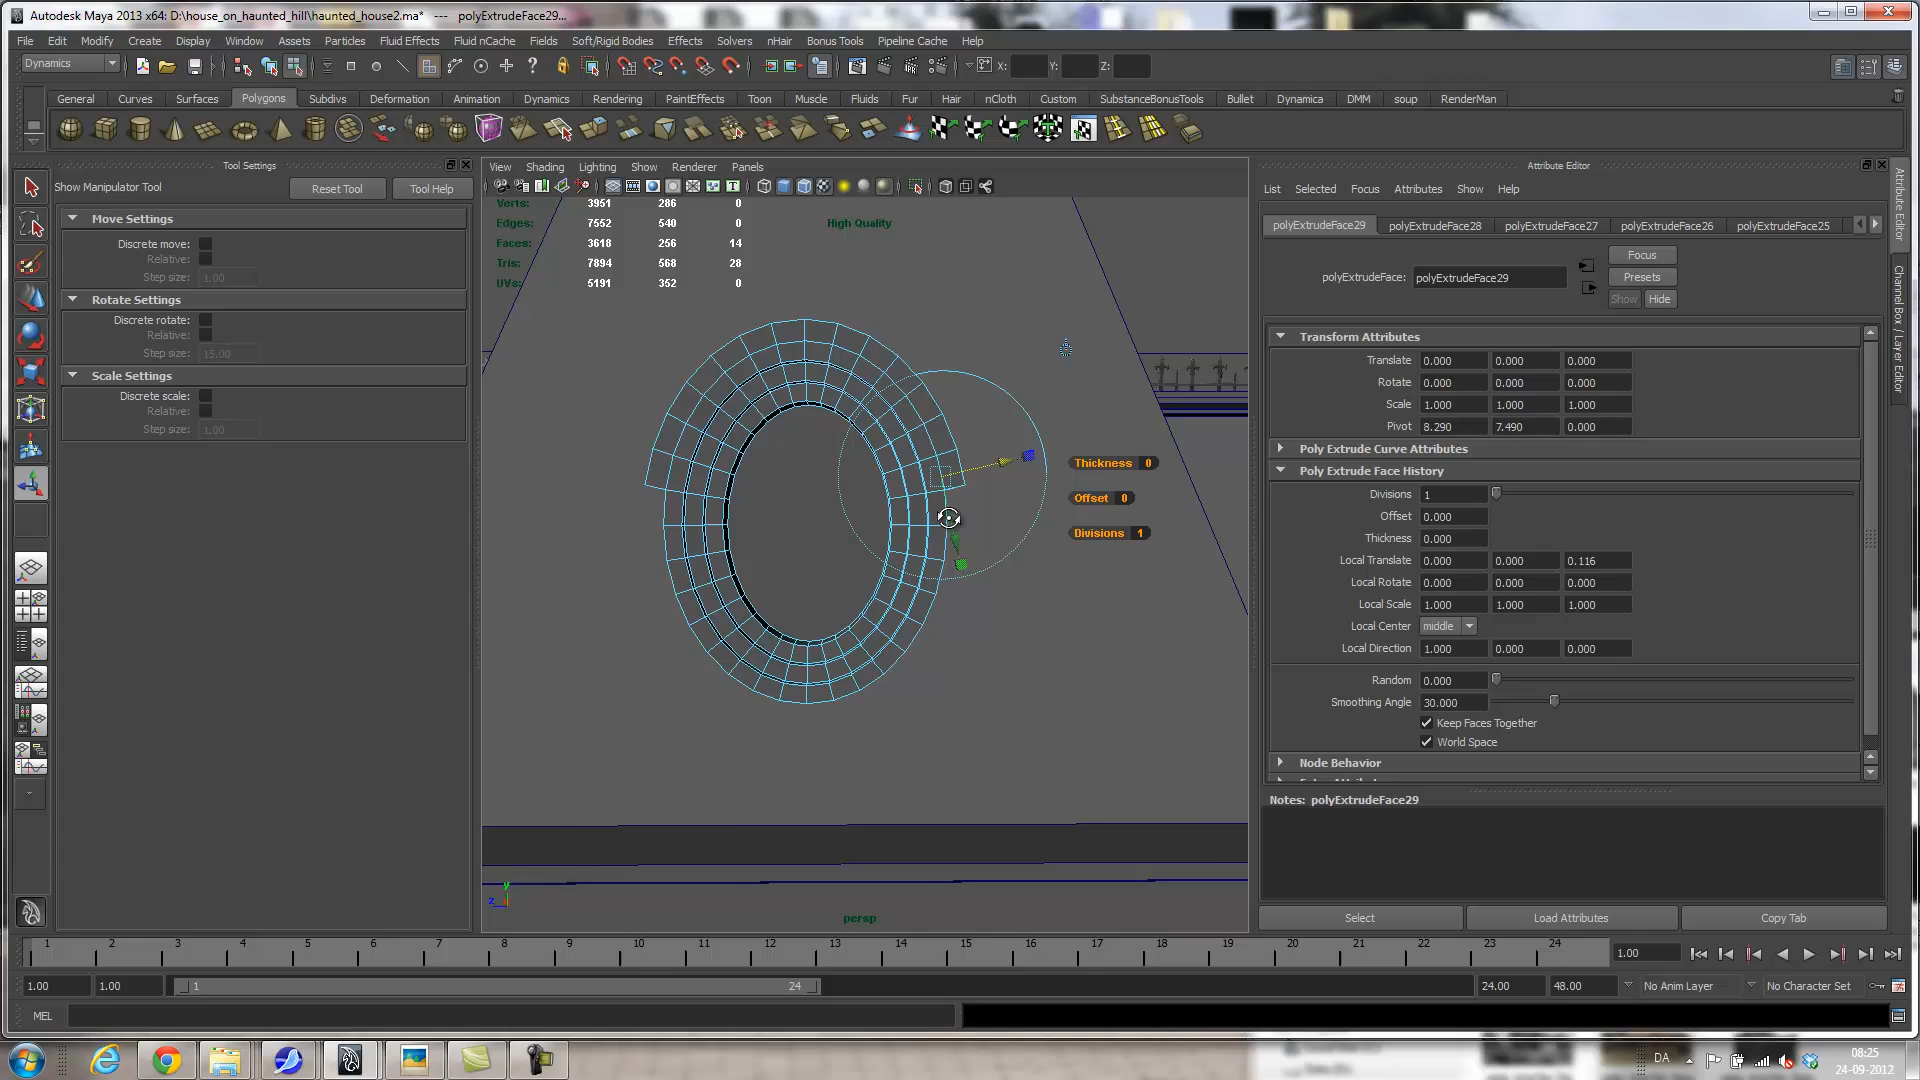 Autodesk Maya 2013 x64: D:\house_on_haunted_hill\haunted_house2.ma* --- polyExtrudeFace29...
File Edit Modify Create Display Window Assets Particles Fluid Effects Fluid nCache Fields Soft/Rigid Bodies Effects Solvers nHair Bonus Tools Pipeline Cache Help
Dynamics X: Y: Z:
General Curves Surfaces Polygons Subdivs Deformation Animation Dynamics Rendering PaintEffects Toon Muscle Fluids Fur Hair nCloth Custom SubstanceBonusTools Bullet Dynamica DMM soup RenderMan
Tool Settings
Show Manipulator Tool Reset Tool Tool Help
Move Settings
Discrete move:
Relative:
Step size: 1.00
Rotate Settings
Discrete rotate:
Relative:
Step size: 15.00
Scale Settings
Discrete scale:
Relative:
Step size: 1.00
View Shading Lighting Show Renderer Panels
Verts: 3951 286 0
Edges: 7552 540 0
Faces: 3618 256 14
Tris: 7894 568 28
UVs: 5191 352 0
High Quality
Thickness 0
Offset 0
Divisions 1
y
z
persp
Attribute Editor
List Selected Focus Attributes Show Help
polyExtrudeFace29 polyExtrudeFace28 polyExtrudeFace27 polyExtrudeFace26 polyExtrudeFace25
polyExtrudeFace: polyExtrudeFace29
Focus
Presets
Show Hide
Transform Attributes
Translate 0.000 0.000 0.000
Rotate 0.000 0.000 0.000
Scale 1.000 1.000 1.000
Pivot 8.290 7.490 0.000
Poly Extrude Curve Attributes
Poly Extrude Face History
Divisions 1
Offset 0.000
Thickness 0.000
Local Translate 0.000 0.000 0.116
Local Rotate 0.000 0.000 0.000
Local Scale 1.000 1.000 1.000
Local Center middle
Local Direction 1.000 0.000 0.000
Random 0.000
Smoothing Angle 30.000
Keep Faces Together
World Space
Node Behavior
Notes: polyExtrudeFace29
Select Load Attributes Copy Tab
Attribute Editor
Channel Box / Layer Editor
1 2 3 4 5 6 7 8 9 10 11 12 13 14 15 16 17 18 19 20 21 22 23 24 1.00
1.00 1.00 1 24 24.00 48.00 No Anim Layer No Character Set
MEL
DA 08:25
24-09-2012